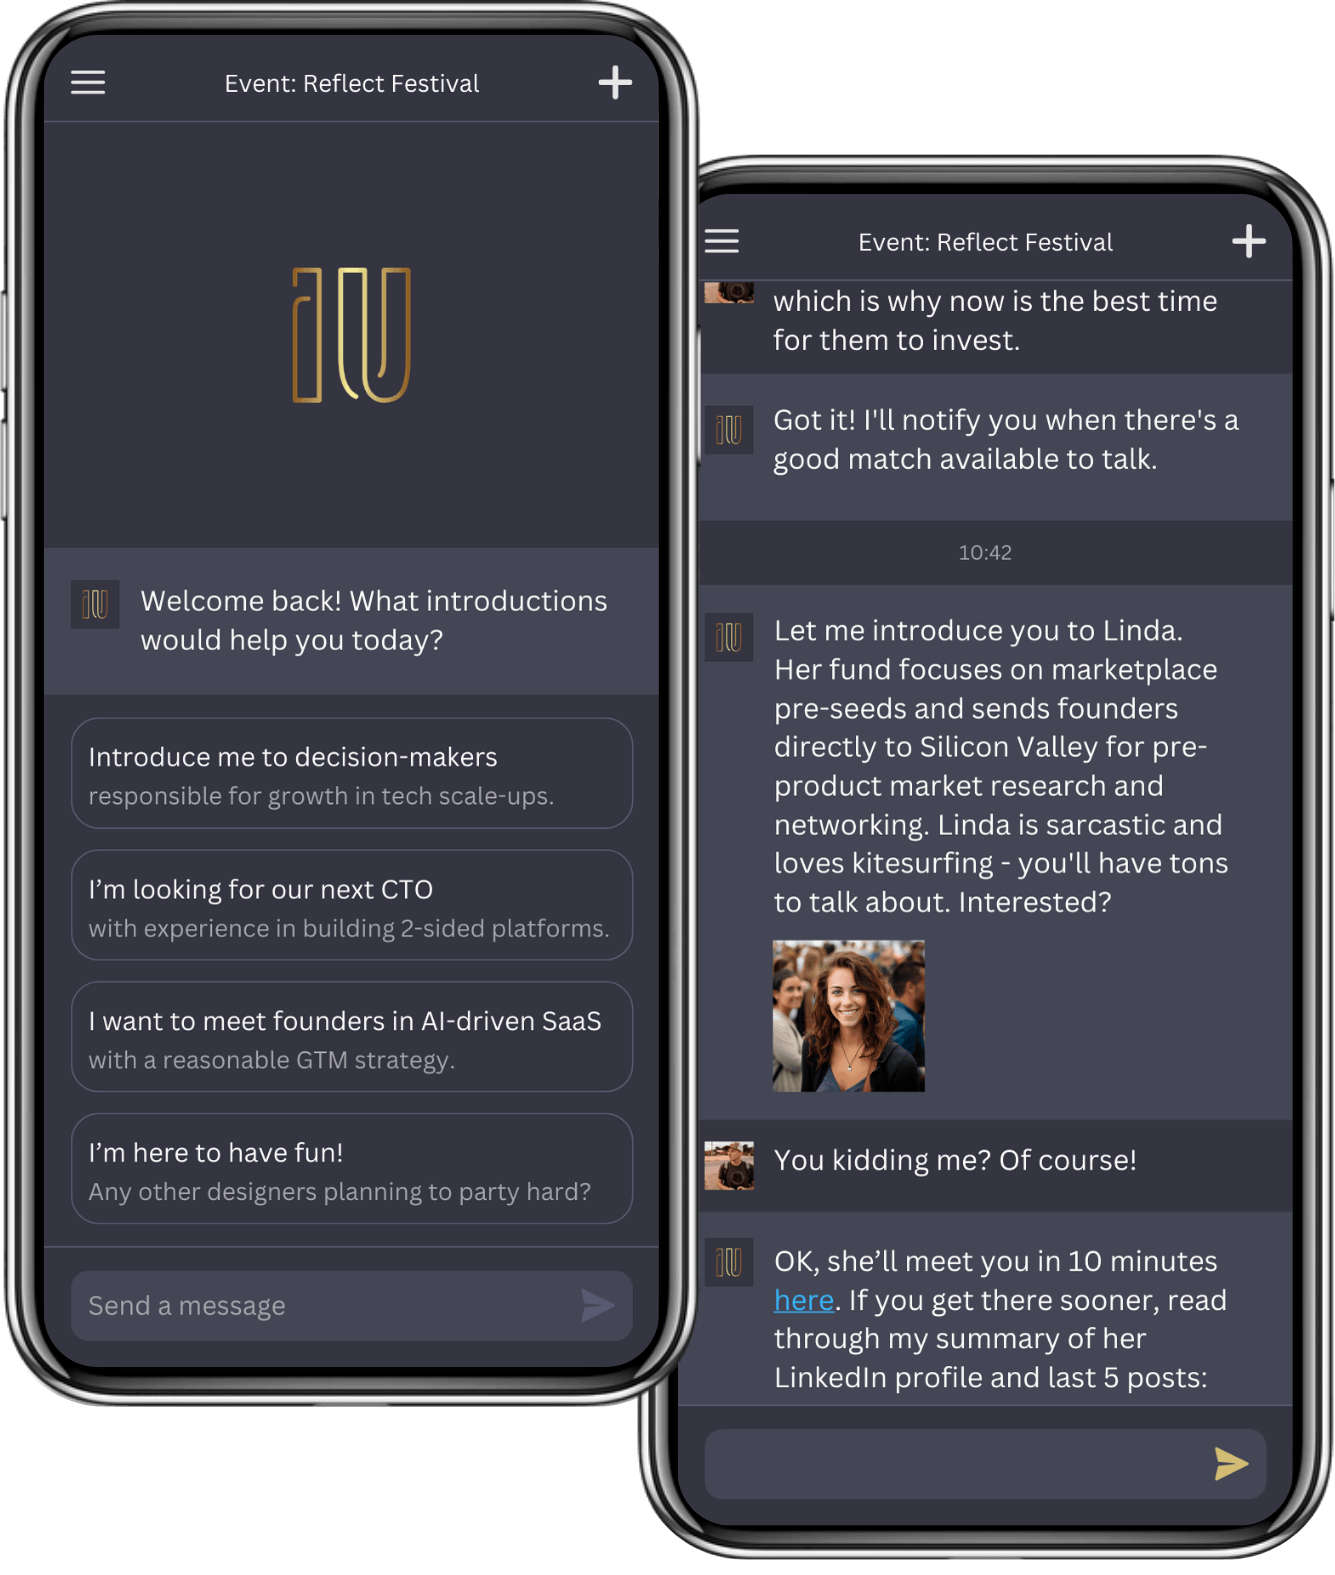 Event: Reflect Festival
Welcome back! What introductions
would help you today?
Introduce me to decision-makers
responsible for growth in tech scale-ups.
I’m looking for our next CTO
with experience in building 2-sided platforms.
I want to meet founders in AI-driven SaaS
with a reasonable GTM strategy.
I’m here to have fun!
Any other designers planning to party hard?
Send a message
Event: Reflect Festival
which is why now is the best time
for them to invest.
Got it! I'll notify you when there's a
good match available to talk.
10:42
Let me introduce you to Linda.
Her fund focuses on marketplace
pre-seeds and sends founders
directly to Silicon Valley for pre-
product market research and
networking. Linda is sarcastic and
loves kitesurfing - you'll have tons
to talk about. Interested?
You kidding me? Of course!
OK, she’ll meet you in 10 minutes
here. If you get there sooner, read
through my summary of her
LinkedIn profile and last 5 posts: